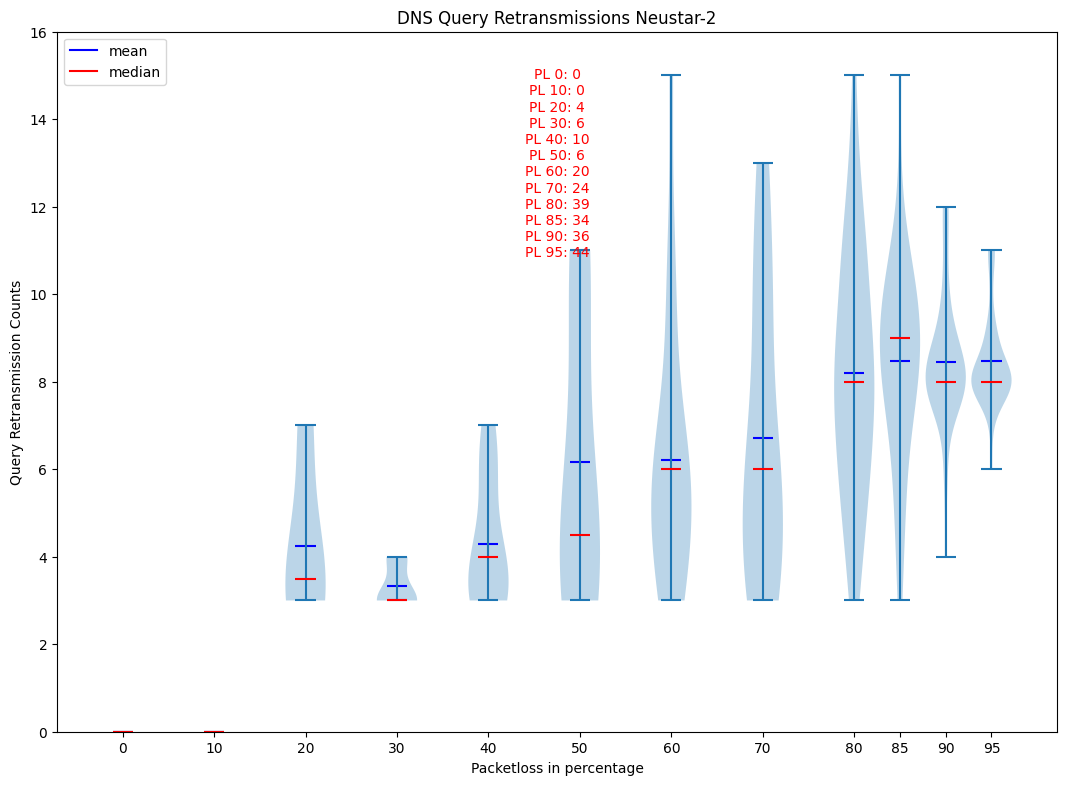 DNS Query Retransmissions Neustar-2
mean
median
PL 0: 0
PL 10: 0
PL 20: 4
PL 30: 6
PL 40: 10
PL 50: 6
PL 60: 20
PL 70: 24
PL 80: 39
PL 85: 34
PL 90: 36
PL 95: 44
Query Retransmission Counts
16
14
12
10
8
6
4
2
0
0 10 20 30 40 50 60 70 80 85 90 95
Packetloss in percentage